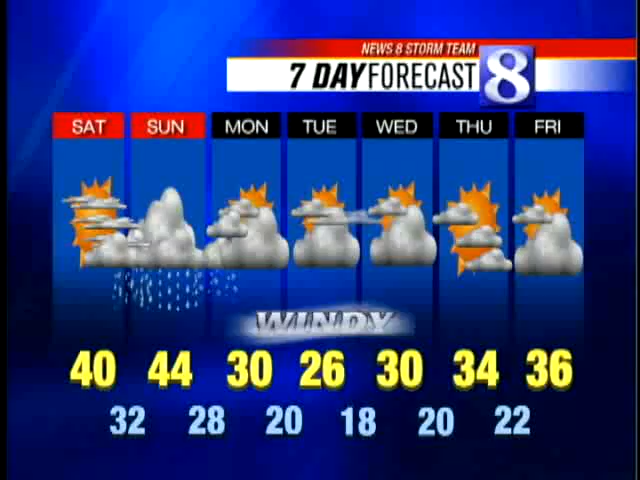 NEWS 8 STORM TEAM
7 DAY FORECAST 8
SAT SUN MON TUE WED THU FRI
WINDY
40 44 30 26 30 34 36
32 28 20 18 20 22